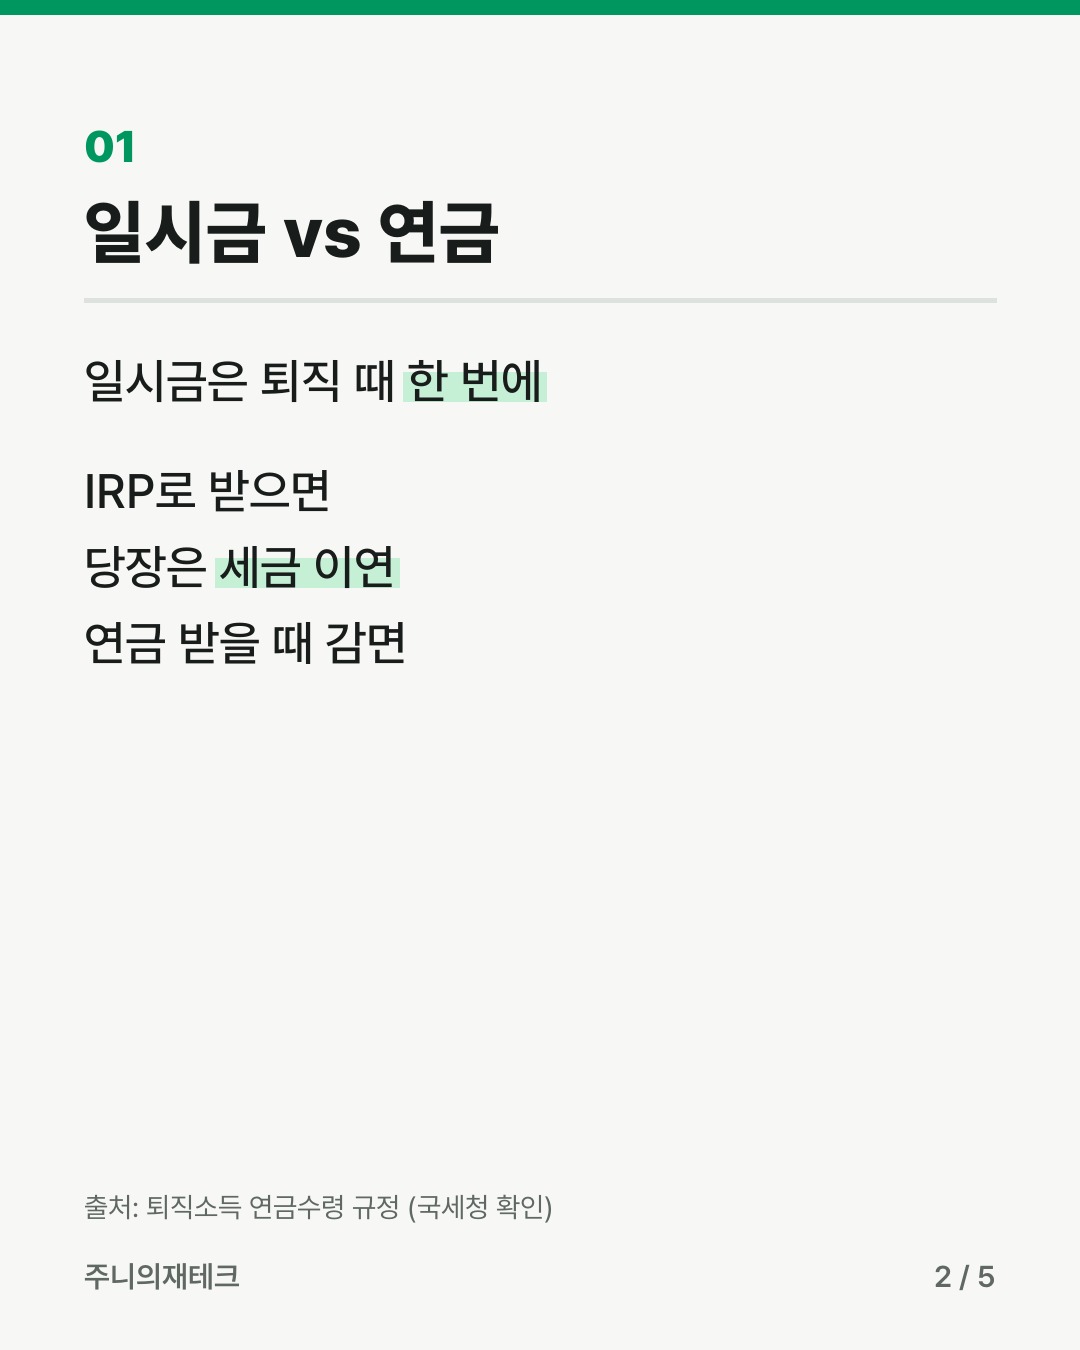 01
일시금 vs 연금
일시금은 퇴직 때 한 번에
IRP로 받으면
당장은 세금 이연
연금 받을 때 감면
출처: 퇴직소득 연금수령 규정 (국세청 확인)
주니의재테크
2 / 5